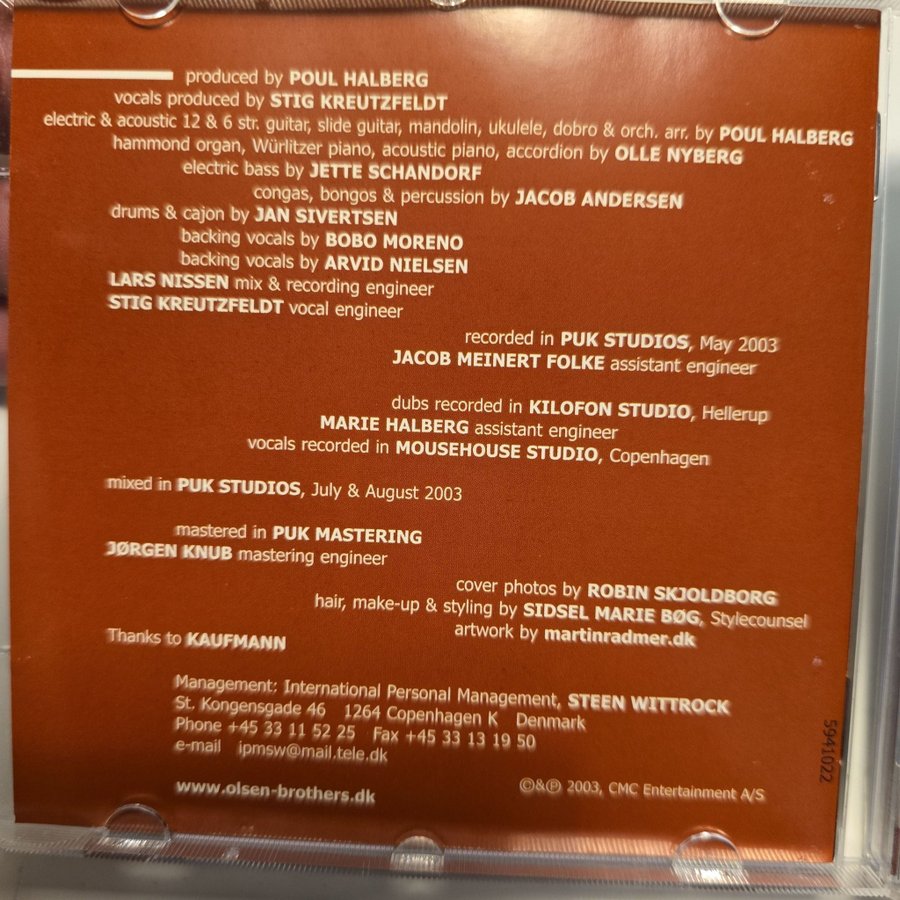 produced by POUL HALBERG
vocals produced by STIG KREUTZFELDT
electric & acoustic 12 & 6 str. guitar, slide guitar, mandolin, ukulele, dobro & orch. arr. by POUL HALBERG
hammond organ, Würlitzer piano, acoustic piano, accordion by OLLE NYBERG
electric bass by JETTE SCHANDORF
congas, bongos & percussion by JACOB ANDERSEN
drums & cajon by JAN SIVERTSEN
backing vocals by BOBO MORENO
backing vocals by ARVID NIELSEN
LARS NISSEN mix & recording engineer
STIG KREUTZFELDT vocal engineer
recorded in PUK STUDIOS, May 2003
JACOB MEINERT FOLKE assistant engineer
dubs recorded in KILOFON STUDIO, Hellerup
MARIE HALBERG assistant engineer
vocals recorded in MOUSEHOUSE STUDIO, Copenhagen
mixed in PUK STUDIOS, July & August 2003
mastered in PUK MASTERING
JØRGEN KNUB mastering engineer
cover photos by ROBIN SKJOLDBORG
hair, make-up & styling by SIDSEL MARIE BØG, Stylecounsel
artwork by martinradmer.dk
Thanks to KAUFMANN
Management: International Personal Management, STEEN WITTROCK
St. Kongensgade 46 1264 Copenhagen K Denmark
Phone +45 33 11 52 25 Fax +45 33 13 19 50
e-mail ipmsw@mail.tele.dk
www.olsen-brothers.dk
©&℗ 2003, CMC Entertainment A/S
5941022